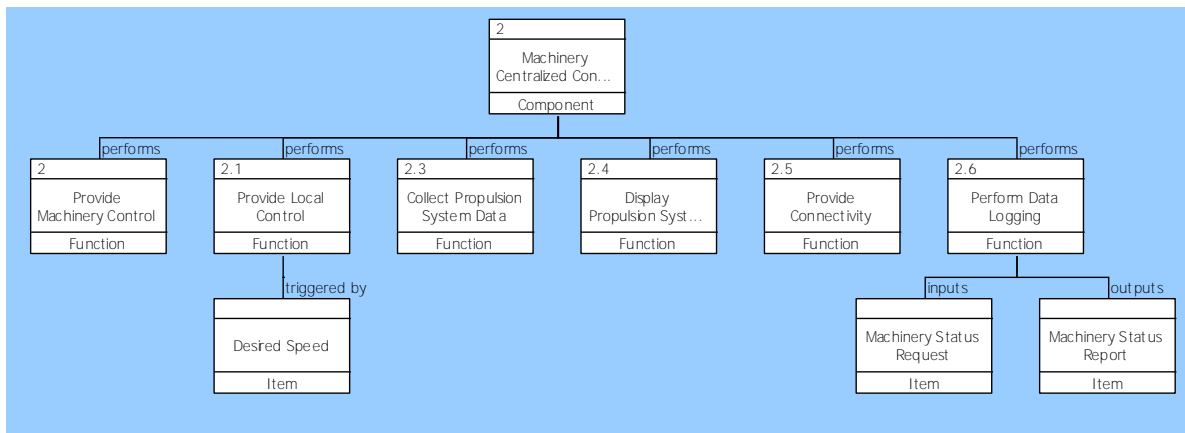 2
Machinery
Centralized Con...
Component
performs performs performs performs performs performs
2 2.1 2.3 2.4 2.5 2.6
Provide
Machinery Control
Provide Local
Control
Collect Propulsion
System Data
Display
Propulsion Syst...
Provide
Connectivity
Perform Data
Logging
Function Function Function Function Function Function
triggered by
inputs
outputs
Desired Speed
Machinery Status
Request
Machinery Status
Report
Item Item Item